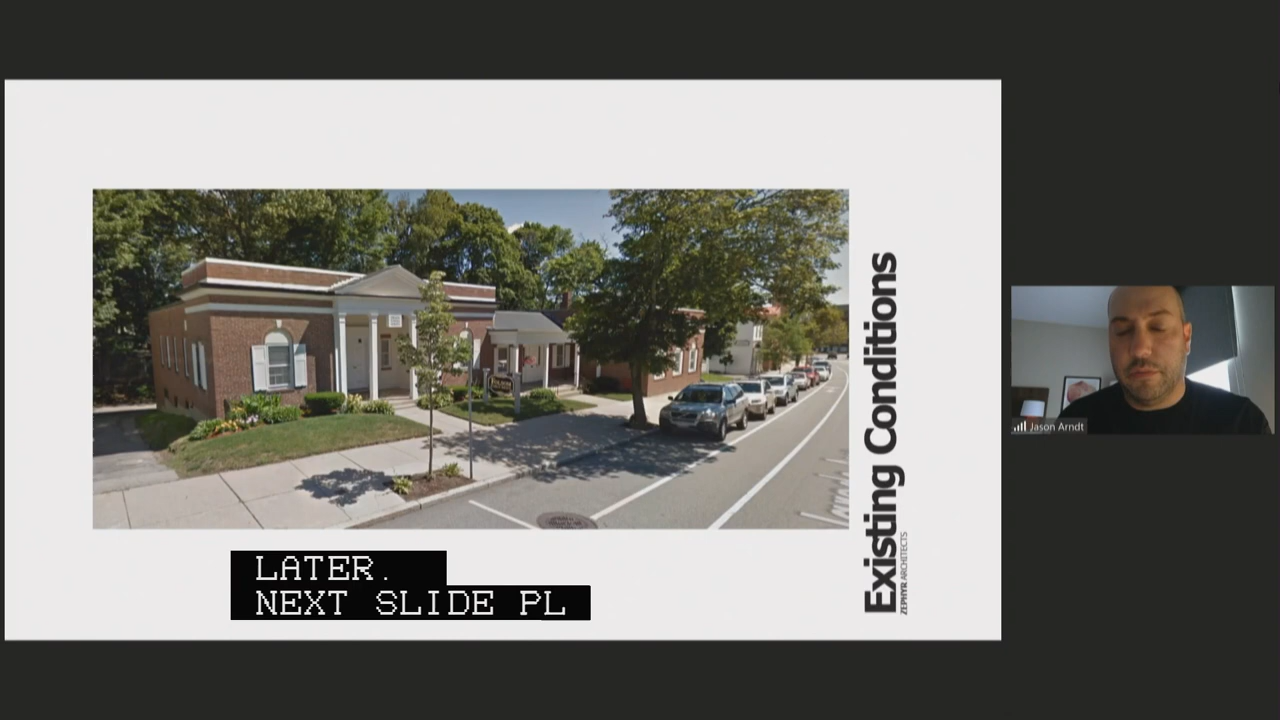 Existing Conditions
ZEPHYR ARCHITECTS
LATER.
NEXT SLIDE PL
Jason Arndt